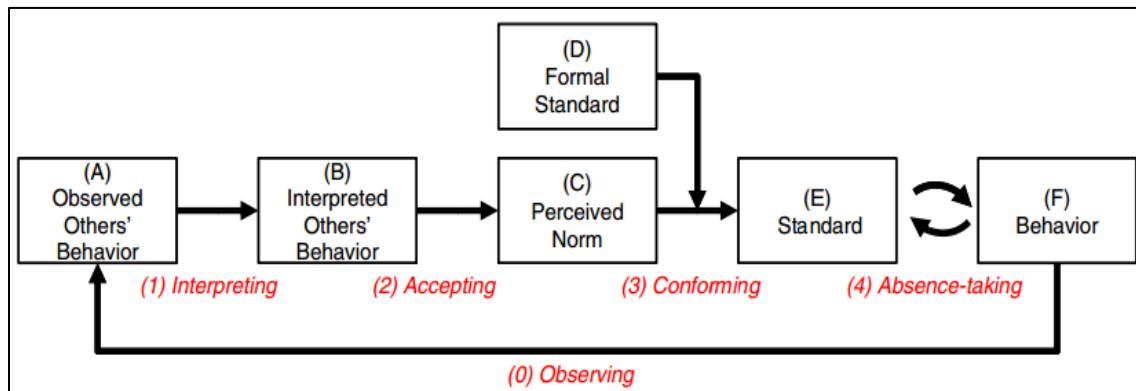 (D)
Formal
Standard
(A)
Observed
Others’
Behavior
(B)
Interpreted
Others’
Behavior
(C)
Perceived
Norm
(E)
Standard
(F)
Behavior
(1) Interpreting
(2) Accepting
(3) Conforming
(4) Absence-taking
(0) Observing